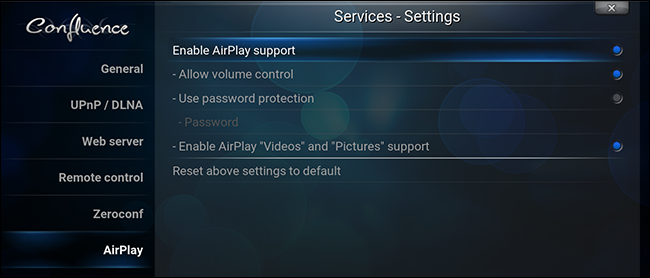 Confluence
Services - Settings
General
UPnP / DLNA
Web server
Remote control
Zeroconf
AirPlay
Enable AirPlay support
- Allow volume control
- Use password protection
- Password
- Enable AirPlay "Videos" and "Pictures" support
Reset above settings to default